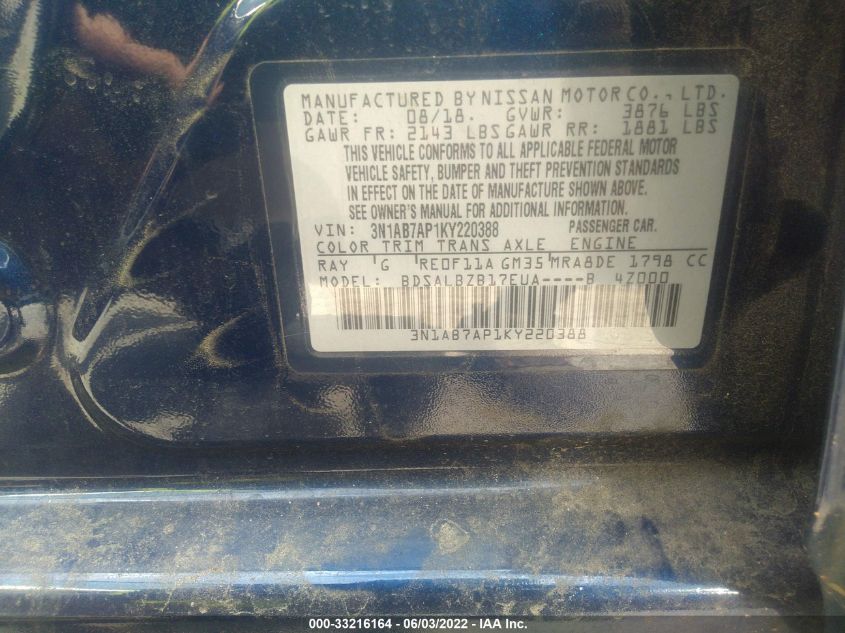 MANUFACTURED BY NISSAN MOTOR CO., LTD.
DATE: 08/18. GVWR: 3876 LBS
GAWR FR: 2143 LBS GAWR RR: 1881 LBS
THIS VEHICLE CONFORMS TO ALL APPLICABLE FEDERAL MOTOR
VEHICLE SAFETY, BUMPER AND THEFT PREVENTION STANDARDS
IN EFFECT ON THE DATE OF MANUFACTURE SHOWN ABOVE.
SEE OWNER'S MANUAL FOR ADDITIONAL INFORMATION.
VIN: 3N1AB7AP1KY220388 PASSENGER CAR.
COLOR TRIM TRANS AXLE ENGINE
RAY G RE0F11A GM35 MRA8DE 1798 CC
MODEL: BDSALBZB17EUA----B 4Z000
3N1AB7AP1KY220388
000-33216164 - 06/03/2022 - Copyright IAA, Inc.